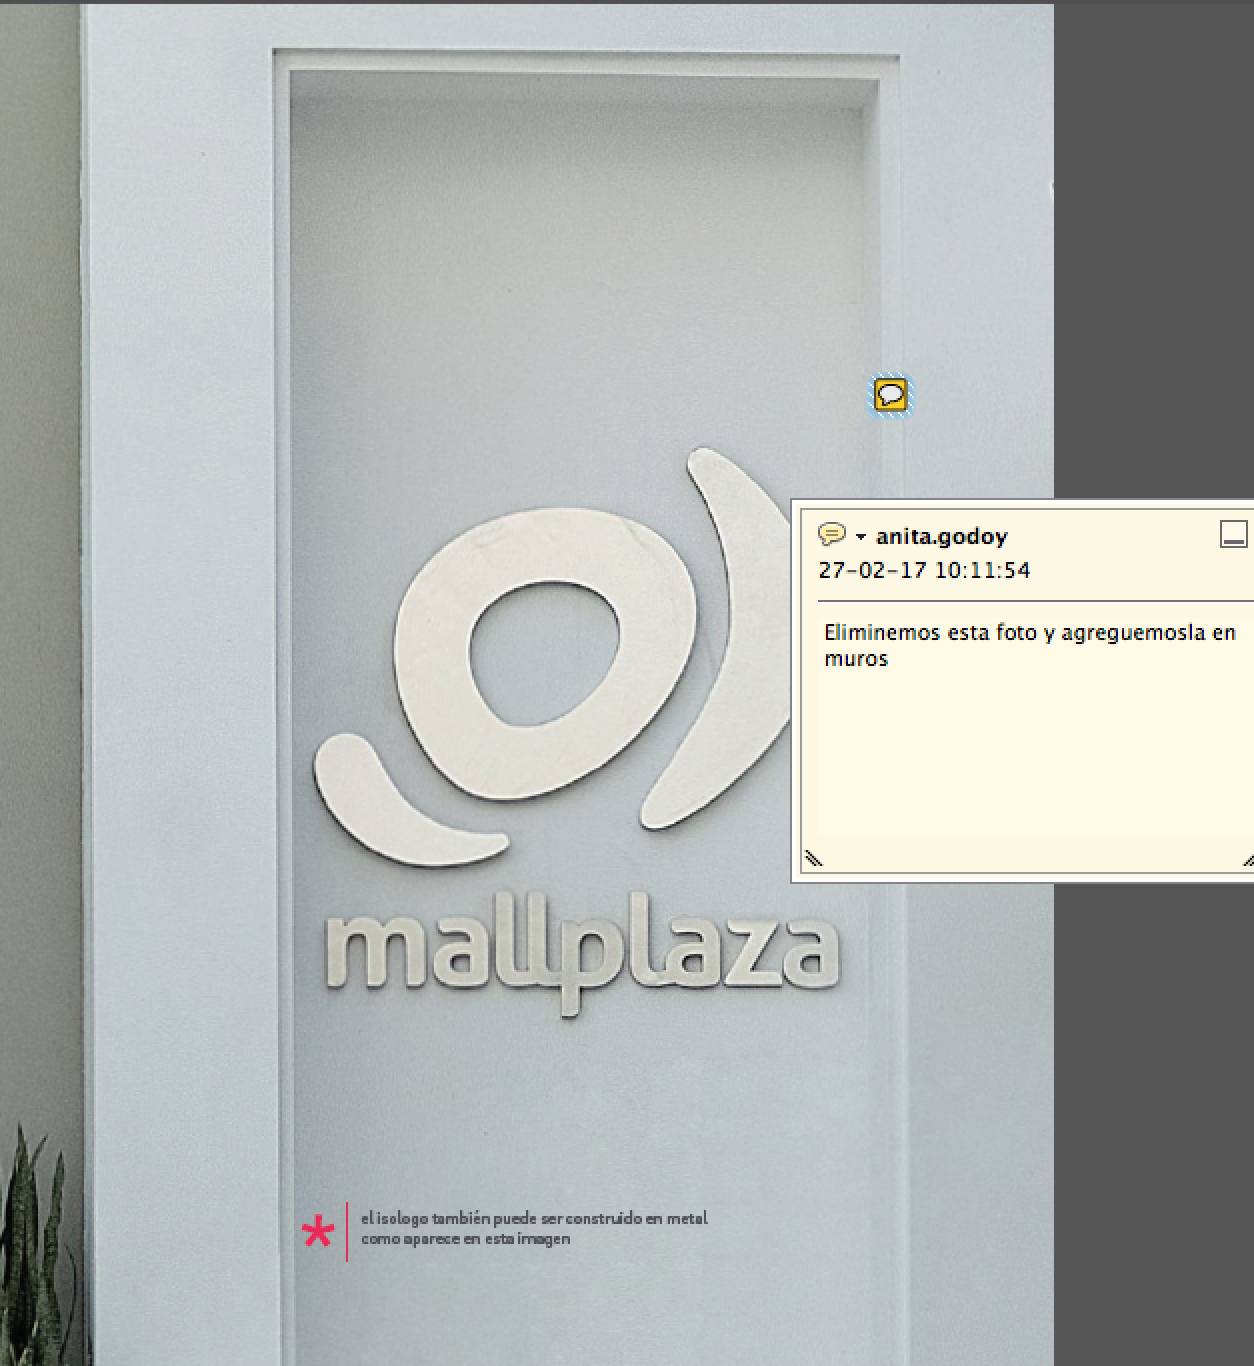 anita.godoy
27-02-17 10:11:54
Eliminemos esta foto y agreguemosla en
muros
mallplaza
el isologo también puede ser construido en metal
como aparece en esta imagen